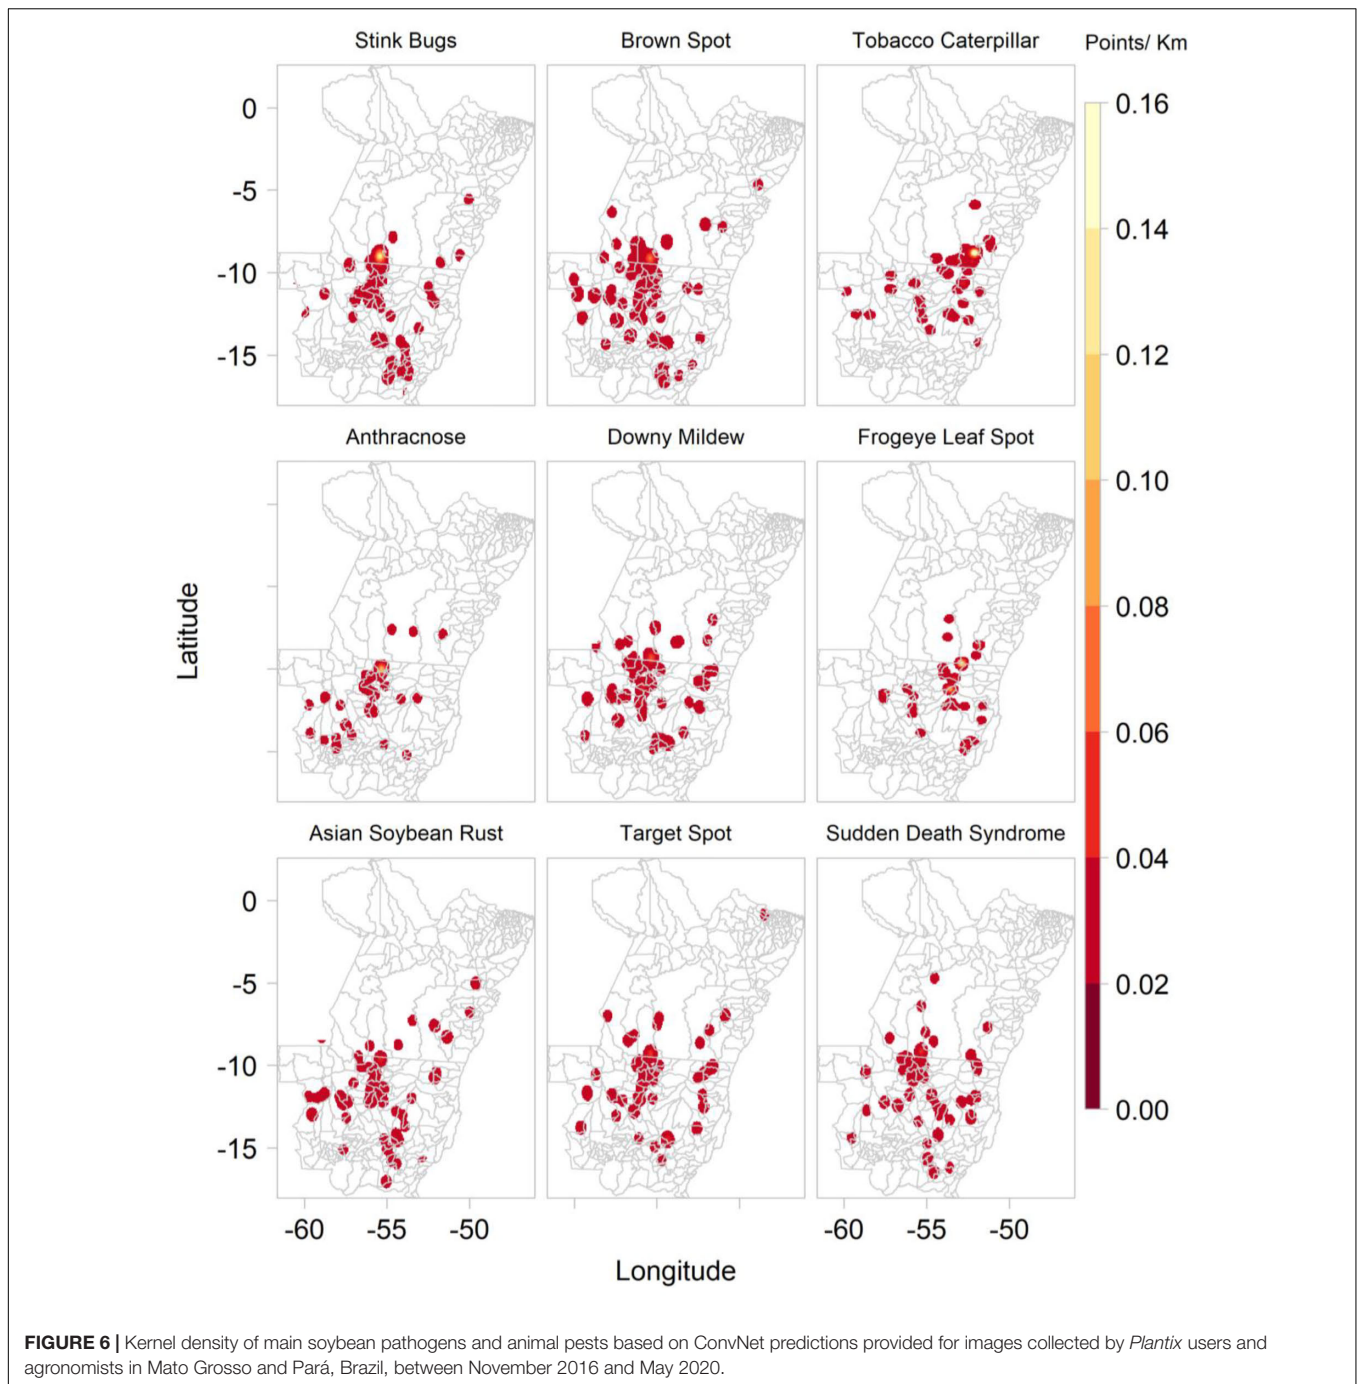 Stink Bugs
Brown Spot
Tobacco Caterpillar
Points/ Km
0
-5
-10
-15
0.16
0.14
0.12
0.10
0.08
0.06
0.04
0.02
0.00
Anthracnose
Downy Mildew
Frogeye Leaf Spot
Latitude
Asian Soybean Rust
Target Spot
Sudden Death Syndrome
0
-5
-10
-15
-60 -55 -50
-60 -55 -50
Longitude
FIGURE 6 | Kernel density of main soybean pathogens and animal pests based on ConvNet predictions provided for images collected by Plantix users and
agronomists in Mato Grosso and Pará, Brazil, between November 2016 and May 2020.